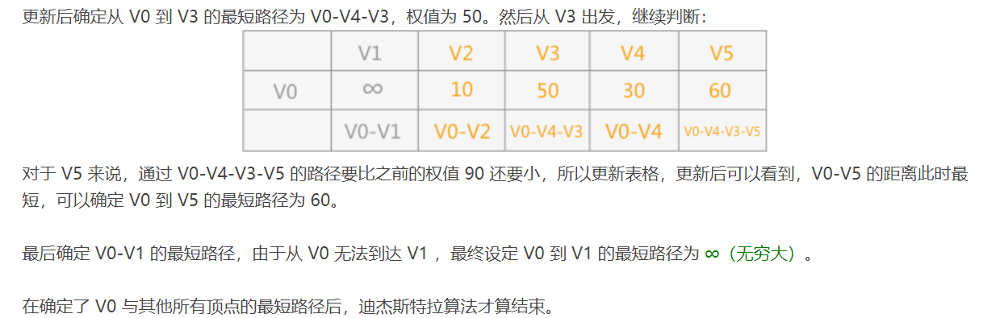 更新后确定从 V0 到 V3 的最短路径为 V0-V4-V3，权值为 50。然后从 V3 出发，继续判断：
V1 V2 V3 V4 V5
V0 ∞ 10 50 30 60
V0-V1 V0-V2 V0-V4-V3 V0-V4 V0-V4-V3-V5
对于 V5 来说，通过 V0-V4-V3-V5 的路径要比之前的权值 90 还要小，所以更新表格，更新后可以看到，V0-V5 的距离此时最
短，可以确定 V0 到 V5 的最短路径为 60。
最后确定 V0-V1 的最短路径，由于从 V0 无法到达 V1 ，最终设定 V0 到 V1 的最短路径为 ∞（无穷大）。
在确定了 V0 与其他所有顶点的最短路径后，迪杰斯特拉算法才算结束。